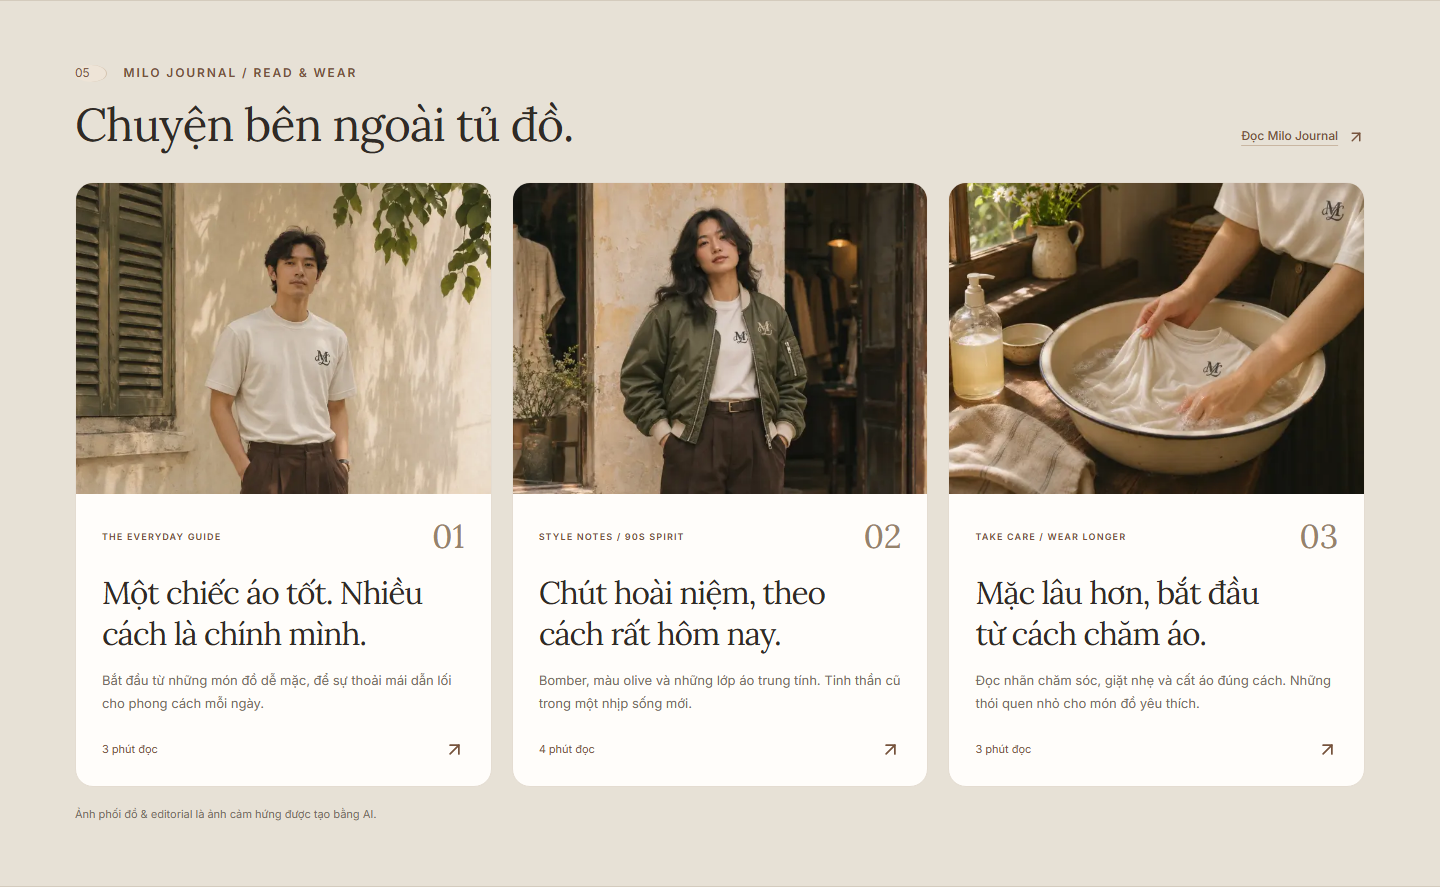 05 MILO JOURNAL / READ & WEAR
Chuyện bên ngoài tủ đồ.
Đọc Milo Journal
THE EVERYDAY GUIDE
01
Một chiếc áo tốt. Nhiều
cách là chính mình.
Bắt đầu từ những món đồ dễ mặc, để sự thoải mái dẫn lối
cho phong cách mỗi ngày.
3 phút đọc
STYLE NOTES / 90S SPIRIT
02
Chút hoài niệm, theo
cách rất hôm nay.
Bomber, màu olive và những lớp áo trung tính. Tinh thần cũ
trong một nhịp sống mới.
4 phút đọc
TAKE CARE / WEAR LONGER
03
Mặc lâu hơn, bắt đầu
từ cách chăm áo.
Đọc nhãn chăm sóc, giặt nhẹ và cất áo đúng cách. Những
thói quen nhỏ cho món đồ yêu thích.
3 phút đọc
Ảnh phối đồ & editorial là ảnh cảm hứng được tạo bằng AI.